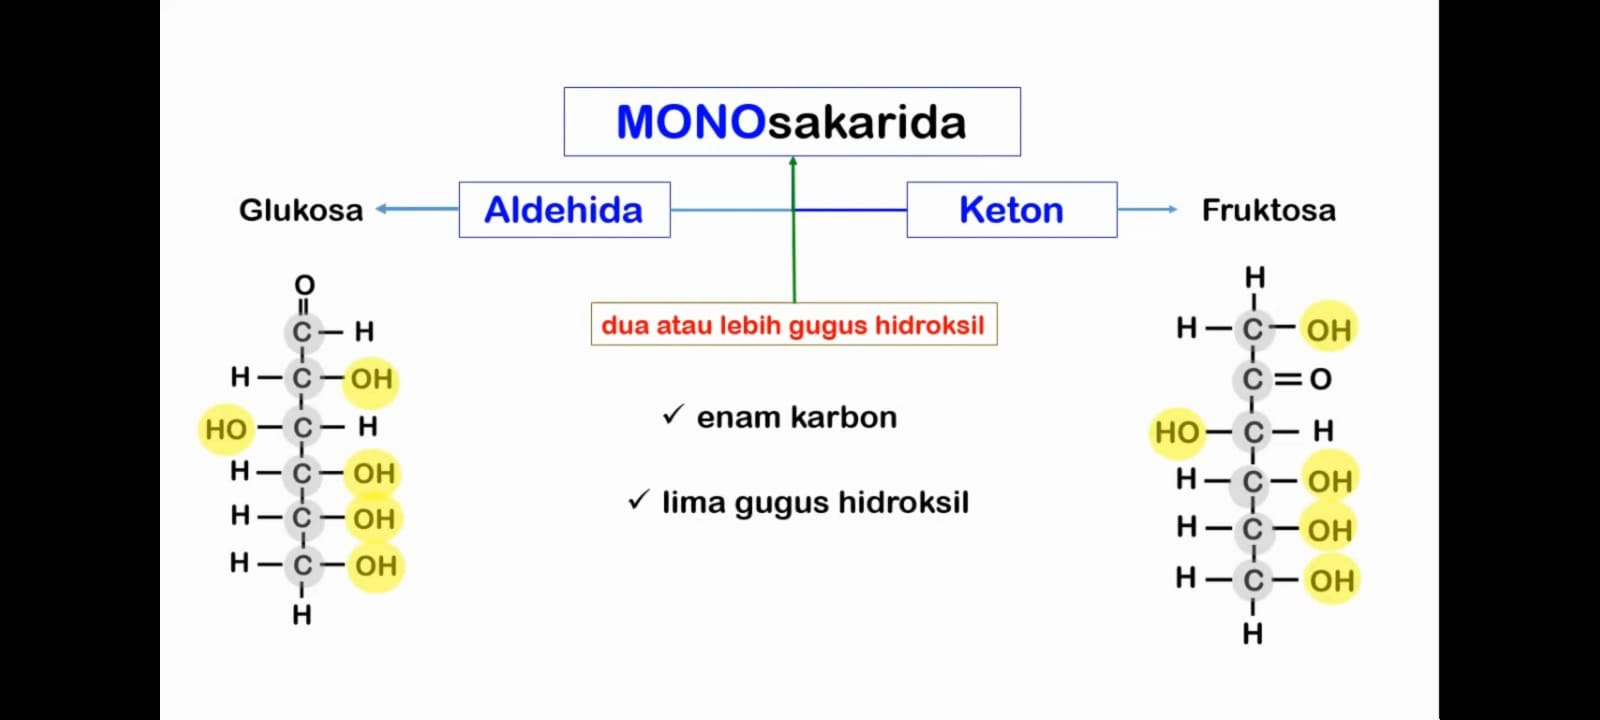 MONOsakarida
Glukosa
Aldehida
Keton
Fruktosa
dua atau lebih gugus hidroksil
✓ enam karbon
✓ lima gugus hidroksil
O
C H
H C OH
HO C H
H C OH
H C OH
H C OH
H
H
H C OH
C = O
HO C H
H C OH
H C OH
H C OH
H